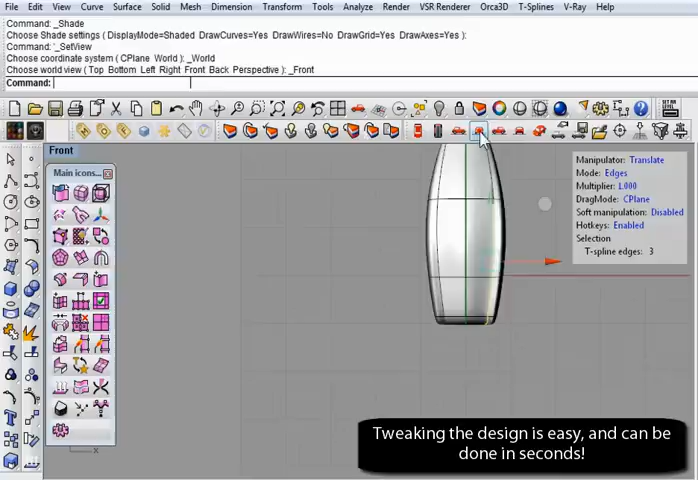 File Edit View Curve Surface Solid Mesh Dimension Transform Tools Analyze Render VSR Renderer Orca3D T-Splines V-Ray Help
Command: _Shade
Choose Shade settings ( DisplayMode=Shaded DrawCurves=Yes DrawWires=No DrawGrid=Yes DrawAxes=Yes ):
Command: '_SetView
Choose coordinate system ( CPlane World ): _World
Choose world view ( Top Bottom Left Right Front Back Perspective ): _Front
Command:
SET
MAIN
LEVEL
Front
Main icons...
Manipulator: Translate
Mode: Edges
Multiplier: 1.000
DragMode: CPlane
Soft manipulation: Disabled
Hotkeys: Enabled
Selection
T-spline edges: 3
Tweaking the design is easy, and can be
done in seconds!
x